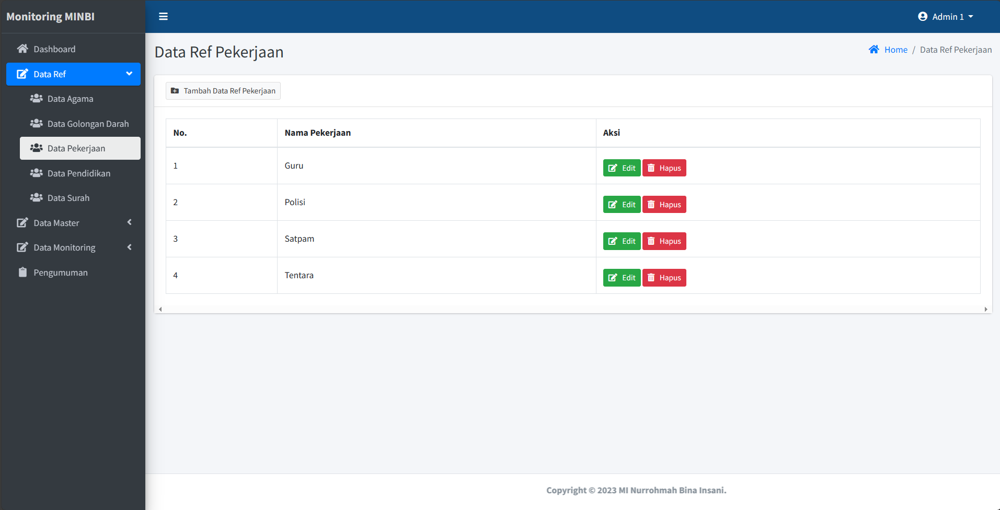 Monitoring MINBI
Admin 1
Dashboard
Data Ref
Data Agama
Data Golongan Darah
Data Pekerjaan
Data Pendidikan
Data Surah
Data Master
Data Monitoring
Pengumuman
Data Ref Pekerjaan
Home / Data Ref Pekerjaan
Tambah Data Ref Pekerjaan
No. Nama Pekerjaan Aksi
1 Guru Edit Hapus
2 Polisi Edit Hapus
3 Satpam Edit Hapus
4 Tentara Edit Hapus
Copyright © 2023 MI Nurrohmah Bina Insani.